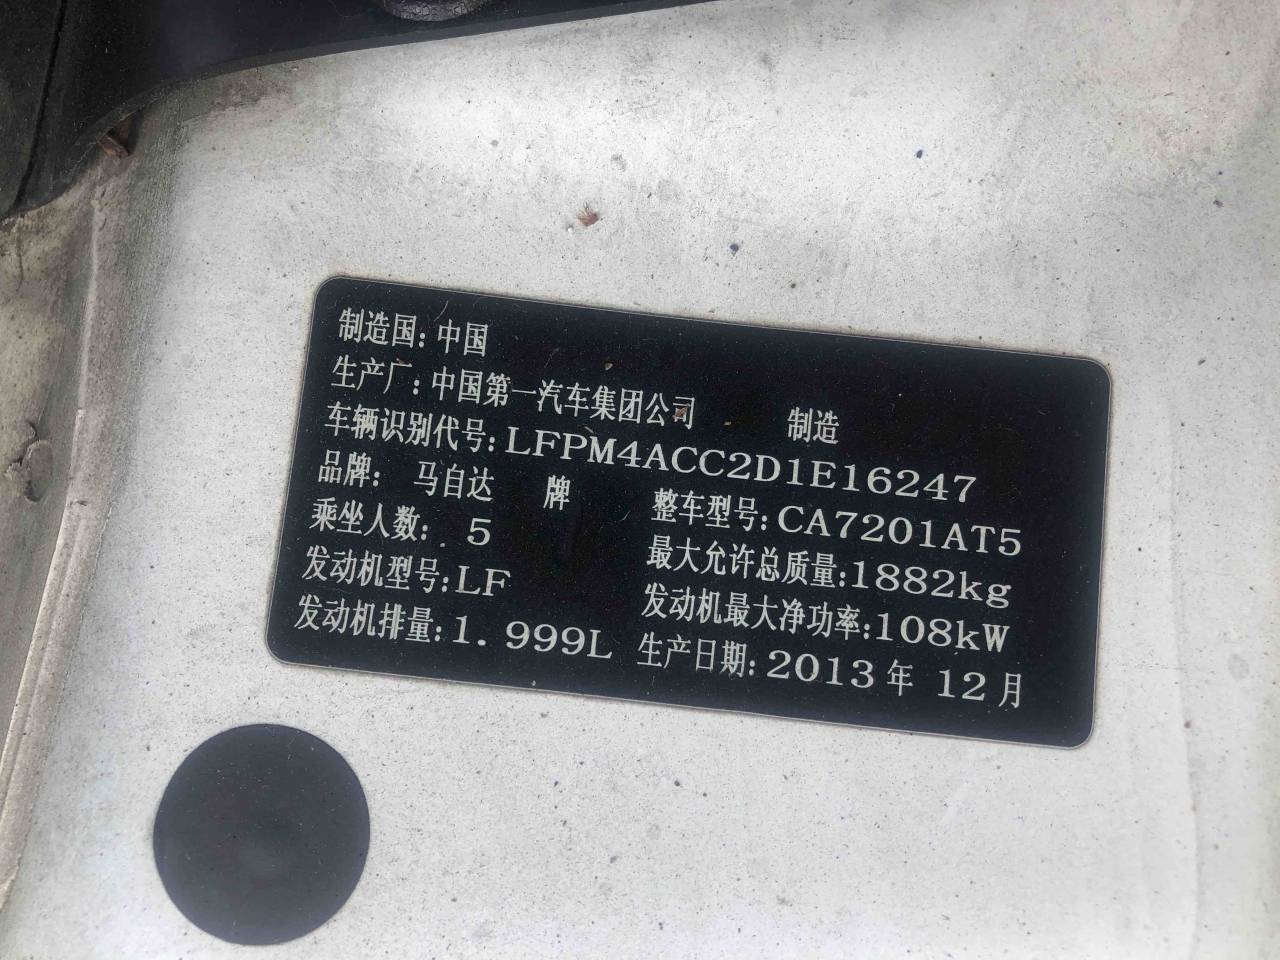 制造国: 中国
生产厂: 中国第一汽车集团公司 制造
车辆识别代号: LFPM4ACC2D1E16247
品牌: 马自达 牌 整车型号: CA7201AT5
乘坐人数: 5 最大允许总质量: 1882kg
发动机型号: LF 发动机最大净功率: 108kW
发动机排量: 1. 999L 生产日期: 2013 年 12 月